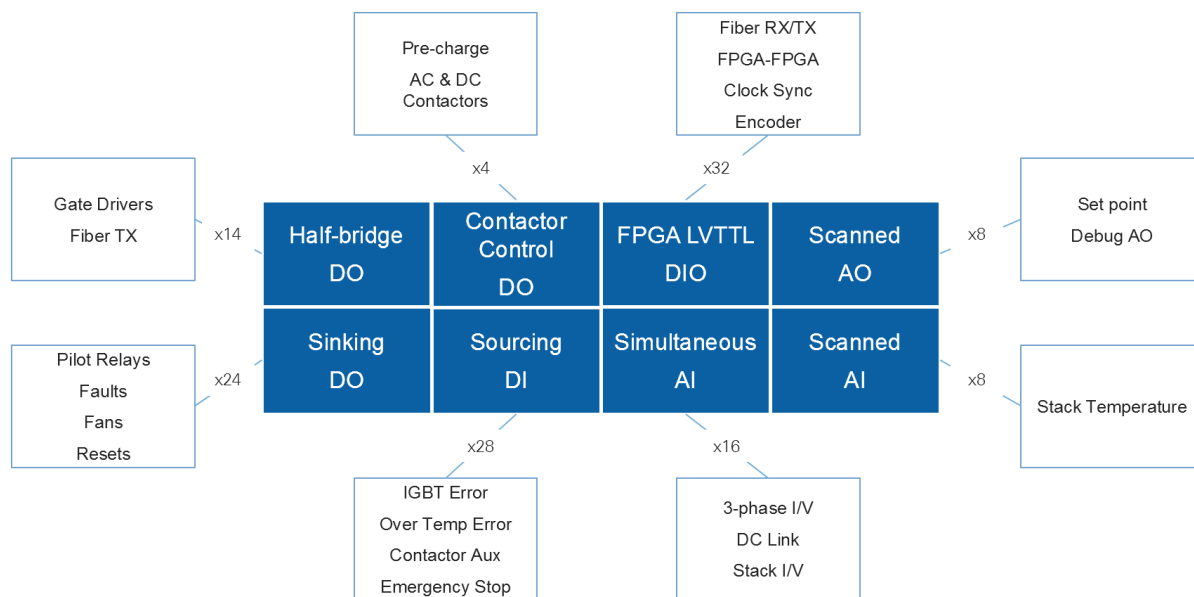 Pre-charge
AC & DC
Contactors
x4
Fiber RX/TX
FPGA-FPGA
Clock Sync
Encoder
x32
Gate Drivers
Fiber TX
x14
Half-bridge
DO
Contactor
Control
DO
FPGA LVTTL
DIO
Scanned
AO
x8
Set point
Debug AO
Pilot Relays
Faults
Fans
Resets
x24
Sinking
DO
Sourcing
DI
Simultaneous
AI
Scanned
AI
x8
Stack Temperature
x28
IGBT Error
Over Temp Error
Contactor Aux
Emergency Stop
x16
3-phase I/V
DC Link
Stack I/V